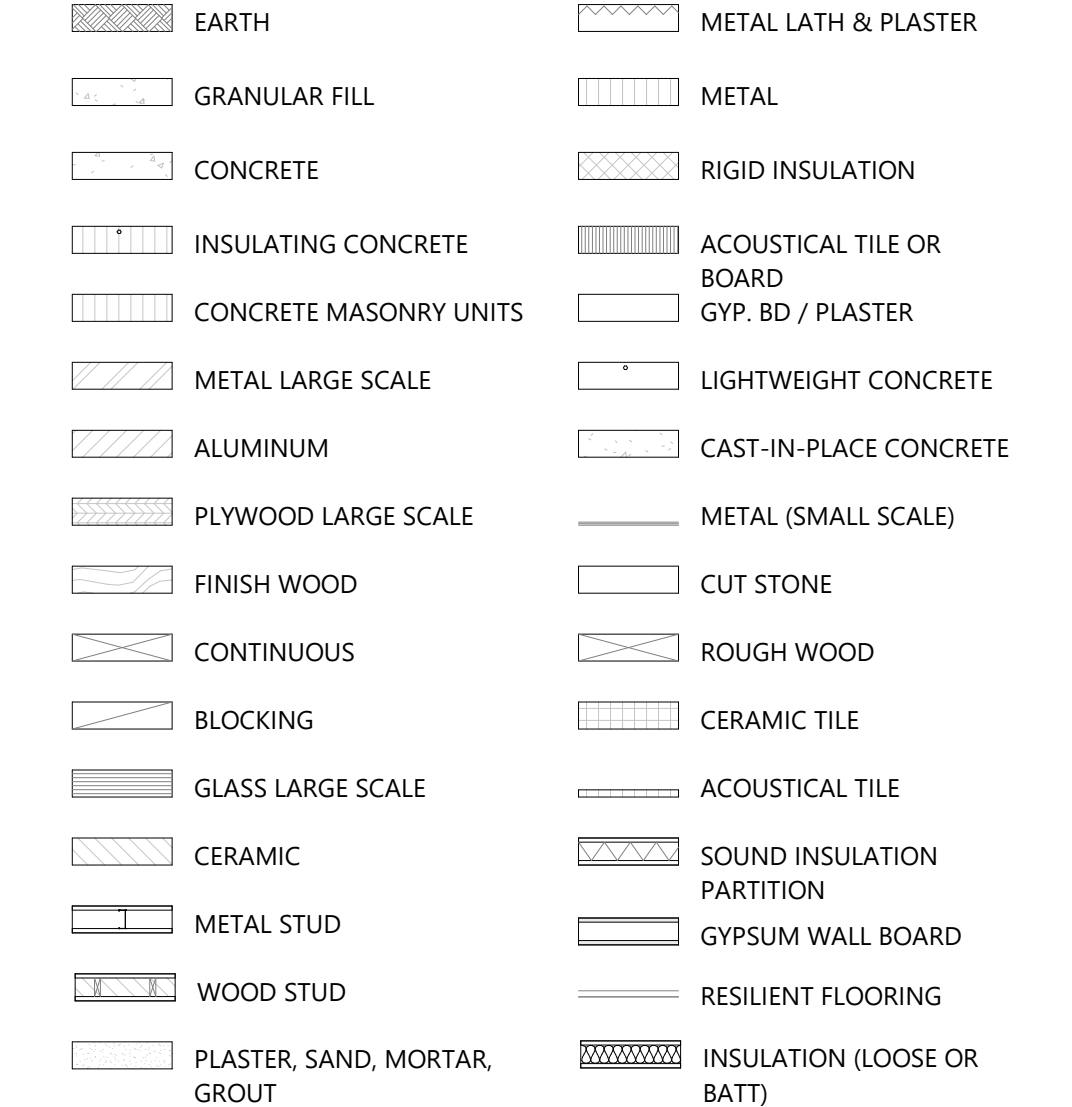 EARTH
GRANULAR FILL
CONCRETE
INSULATING CONCRETE
CONCRETE MASONRY UNITS
METAL LARGE SCALE
ALUMINUM
PLYWOOD LARGE SCALE
FINISH WOOD
CONTINUOUS
BLOCKING
GLASS LARGE SCALE
CERAMIC
METAL STUD
WOOD STUD
PLASTER, SAND, MORTAR,
GROUT
METAL LATH & PLASTER
METAL
RIGID INSULATION
ACOUSTICAL TILE OR
BOARD
GYP. BD / PLASTER
LIGHTWEIGHT CONCRETE
CAST-IN-PLACE CONCRETE
METAL (SMALL SCALE)
CUT STONE
ROUGH WOOD
CERAMIC TILE
ACOUSTICAL TILE
SOUND INSULATION
PARTITION
GYPSUM WALL BOARD
RESILIENT FLOORING
INSULATION (LOOSE OR
BATT)